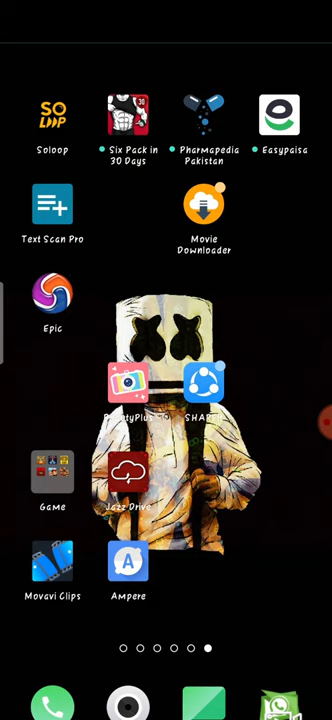 SO
LOOP
30
Soloop
Six Pack in
30 Days
Pharmapedia
Pakistan
Easypaisa
Text Scan Pro
Movie
Downloader
Epic
Game
Jazz Drive
Movavi Clips
A
Ampere